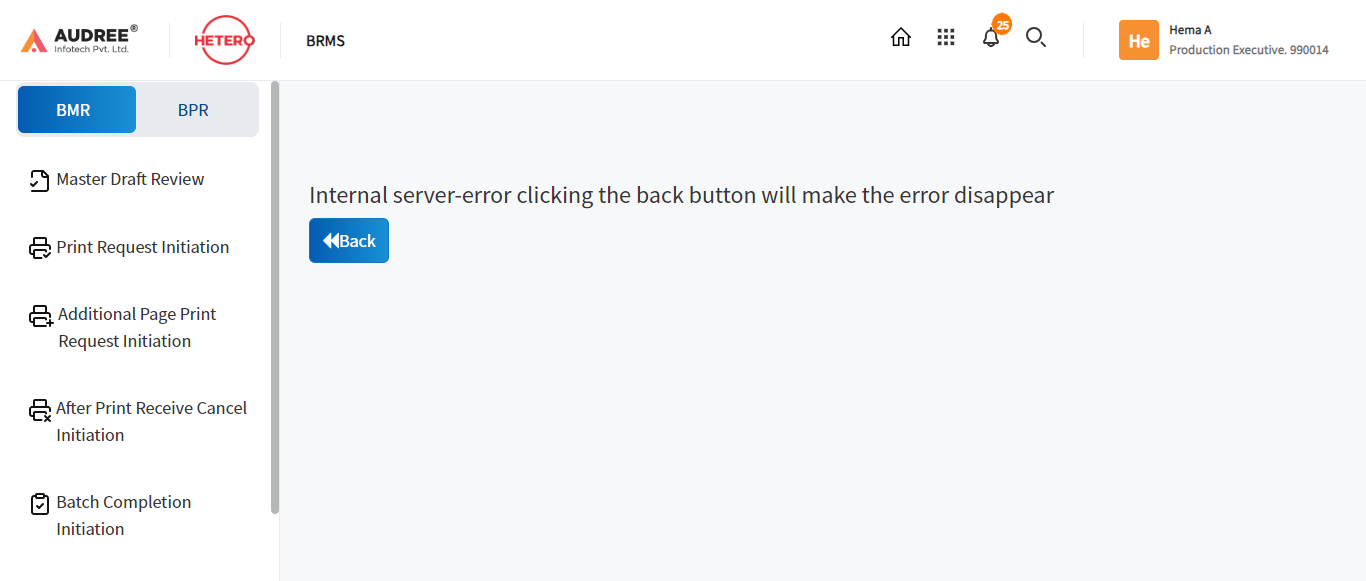 AUDREE®
Infotech Pvt. Ltd.
HETERO
BRMS
25
He
Hema A
Production Executive. 990014
BMR
BPR
Master Draft Review
Print Request Initiation
Additional Page Print
Request Initiation
After Print Receive Cancel
Initiation
Batch Completion
Initiation
Internal server-error clicking the back button will make the error disappear
Back